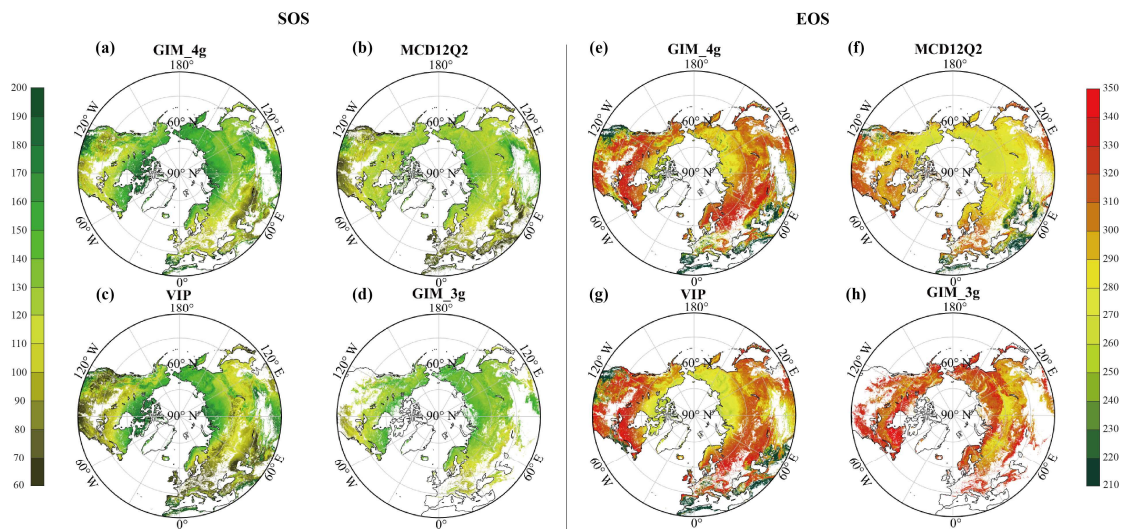 SOS
EOS
(a)
GIM_4g
180°
120° W
120° E
60° N
90° N
60° W
60° E
0°
(b)
MCD12Q2
180°
120° W
120° E
60° N
90° N
60° W
60° E
0°
(e)
GIM_4g
180°
120° W
120° E
60° N
90° N
60° W
60° E
0°
(f)
MCD12Q2
180°
120° W
120° E
60° N
90° N
60° W
60° E
0°
200
190
180
170
160
150
140
130
120
110
100
90
80
70
60
350
340
330
320
310
300
290
280
270
260
250
240
230
220
210
(c)
VIP
180°
120° W
120° E
60° N
90° N
60° W
60° E
0°
(d)
GIM_3g
180°
120° W
120° E
60° N
90° N
60° W
60° E
0°
(g)
VIP
180°
120° W
120° E
60° N
90° N
60° W
60° E
0°
(h)
GIM_3g
180°
120° W
120° E
60° N
90° N
60° W
60° E
0°